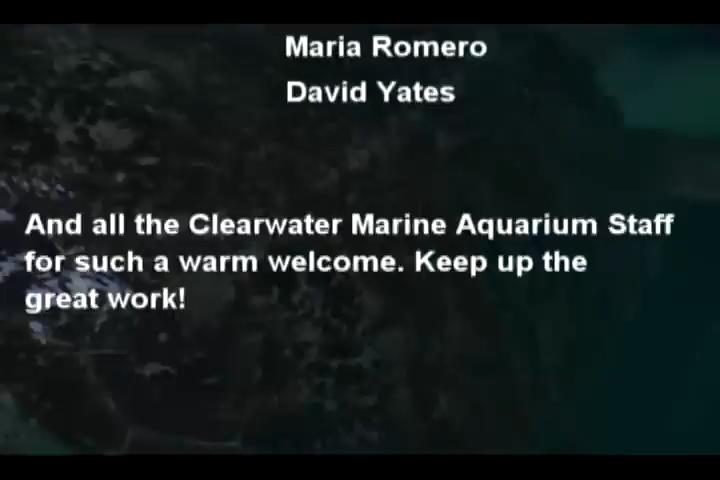 Maria Romero
David Yates
And all the Clearwater Marine Aquarium Staff
for such a warm welcome. Keep up the
great work!